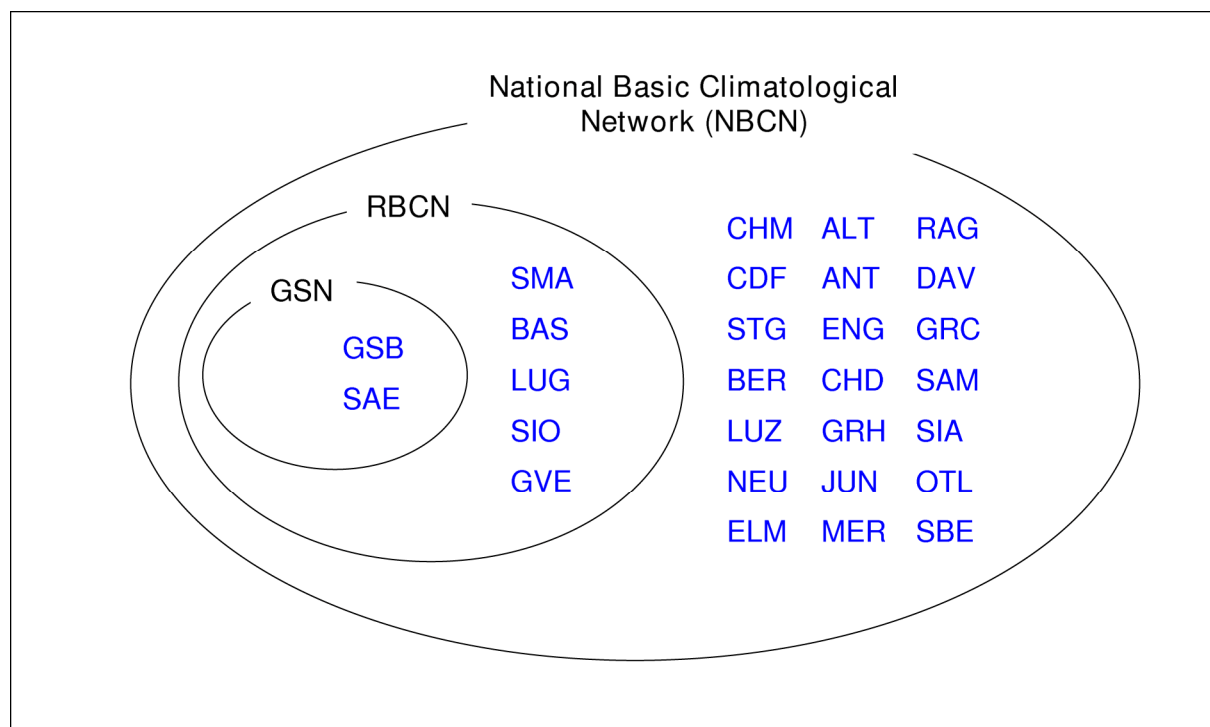 National Basic Climatological
Network (NBCN)
RBCN
GSN
GSB
SAE
SMA
BAS
LUG
SIO
GVE
CHM ALT RAG
CDF ANT DAV
STG ENG GRC
BER CHD SAM
LUZ GRH SIA
NEU JUN OTL
ELM MER SBE